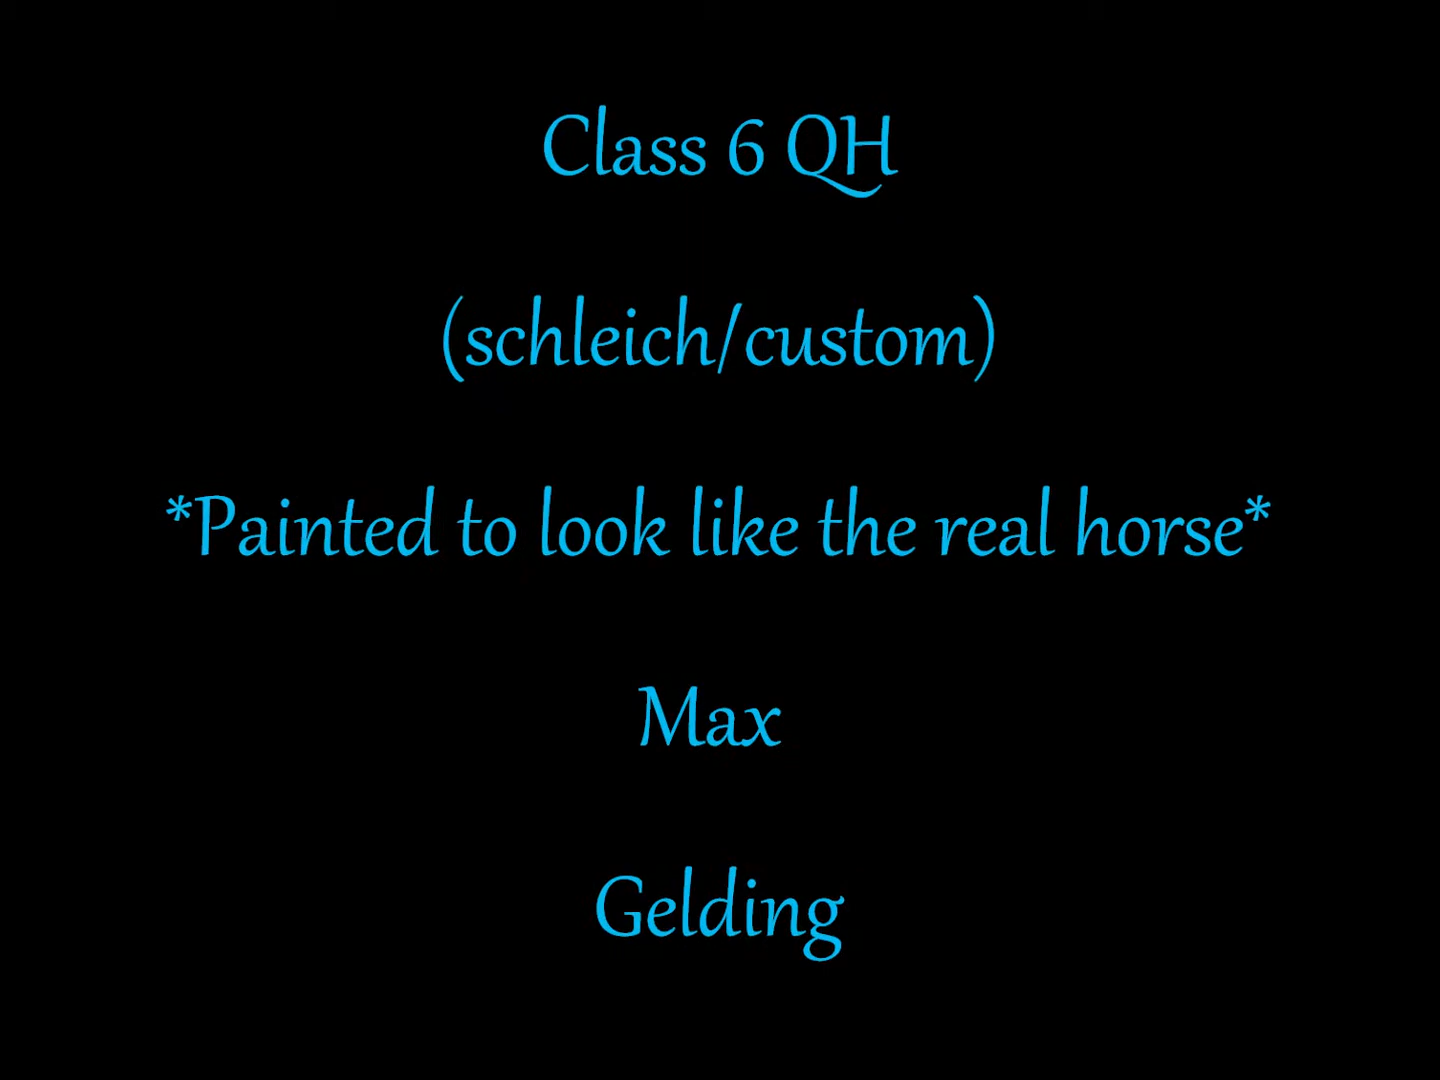 Class 6 QH
(schleich/custom)
*Painted to look like the real horse*
Max
Gelding